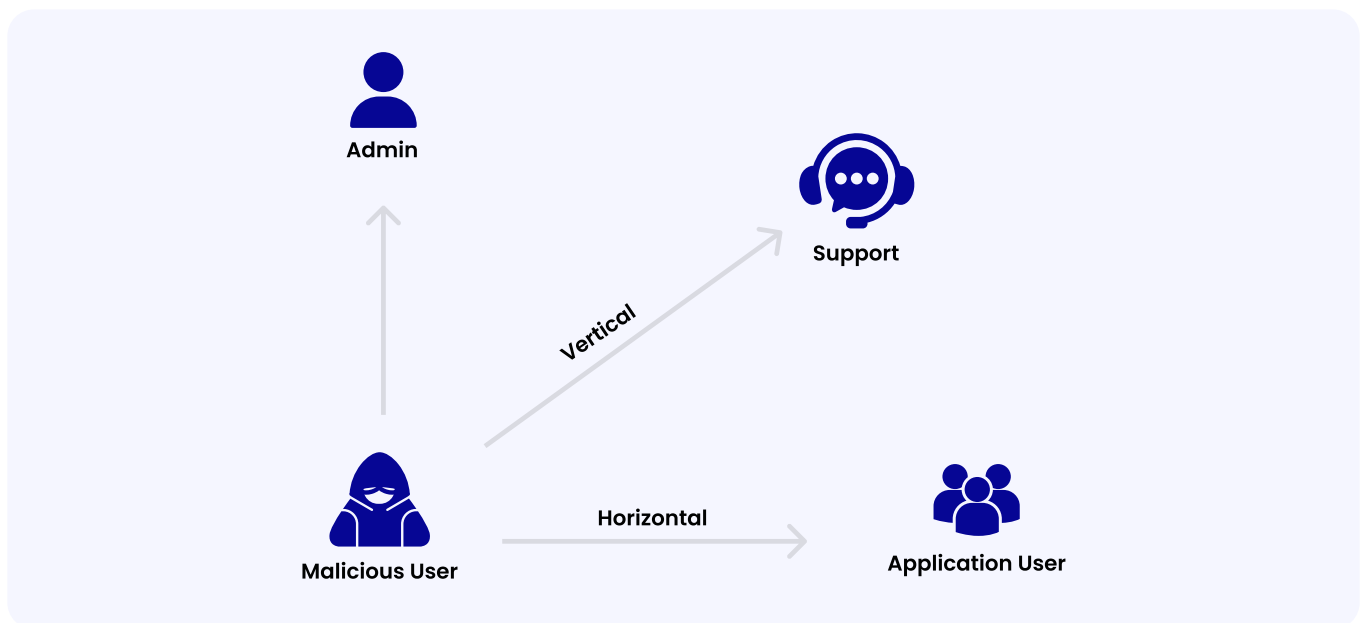 Admin
Support
Vertical
Horizontal
Malicious User
Application User